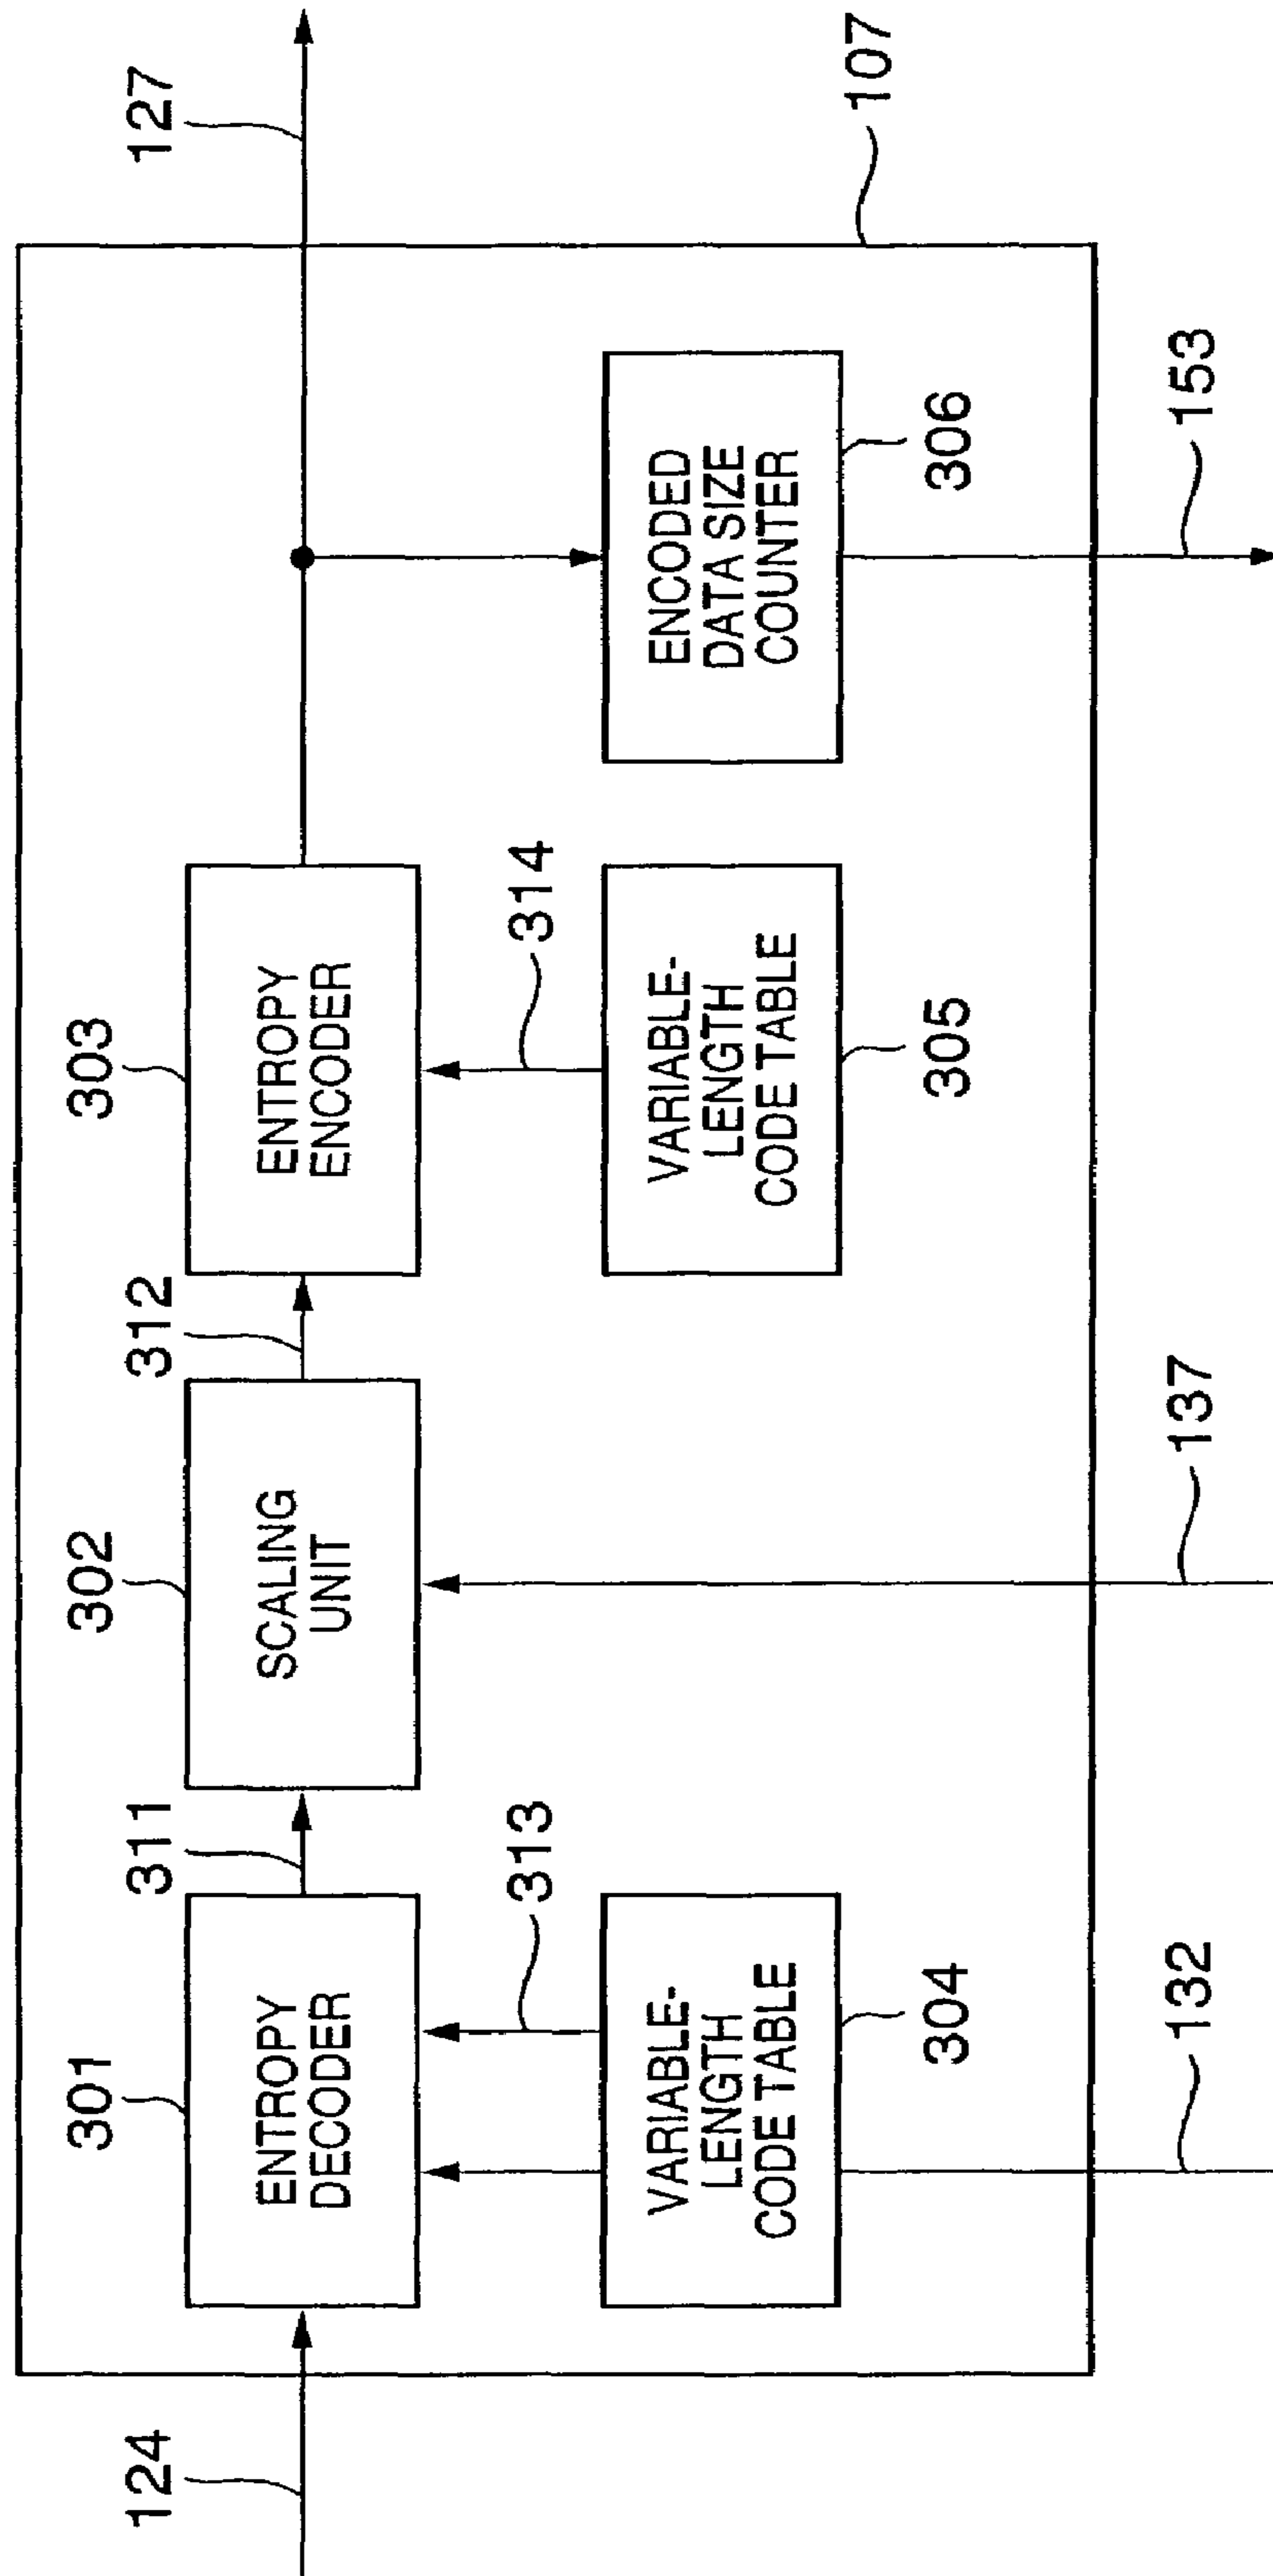 124
301
ENTROPY
DECODER
311
302
SCALING
UNIT
312
303
ENTROPY
ENCODER
127
313
VARIABLE-
LENGTH
CODE TABLE
304
314
VARIABLE-
LENGTH
CODE TABLE
305
ENCODED
DATA SIZE
COUNTER
306
107
132
137
153